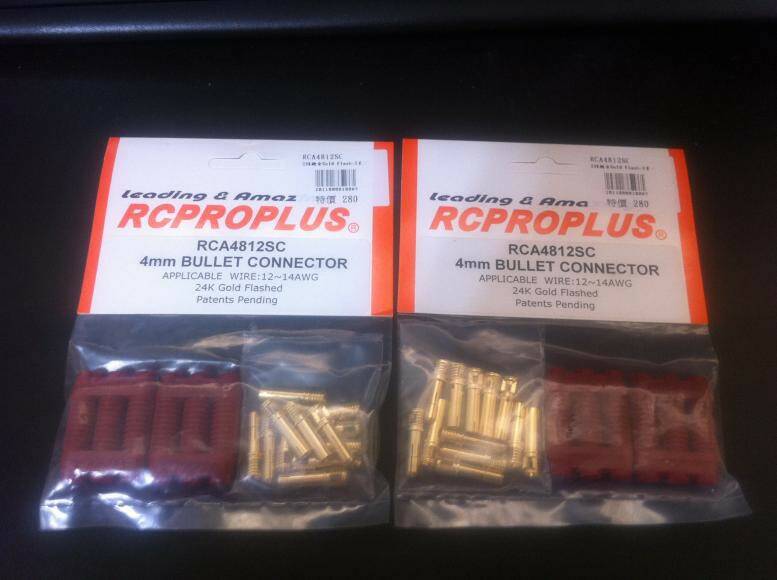 RCA4812SC
特價 280
Leading & Amaz
RCPROPLUS®
RCA4812SC
4mm BULLET CONNECTOR
APPLICABLE WIRE:12~14AWG
24K Gold Flashed
Patents Pending
RCA4812SC
特價 280
Leading & Ama
RCPROPLUS®
RCA4812SC
4mm BULLET CONNECTOR
APPLICABLE WIRE:12~14AWG
24K Gold Flashed
Patents Pending